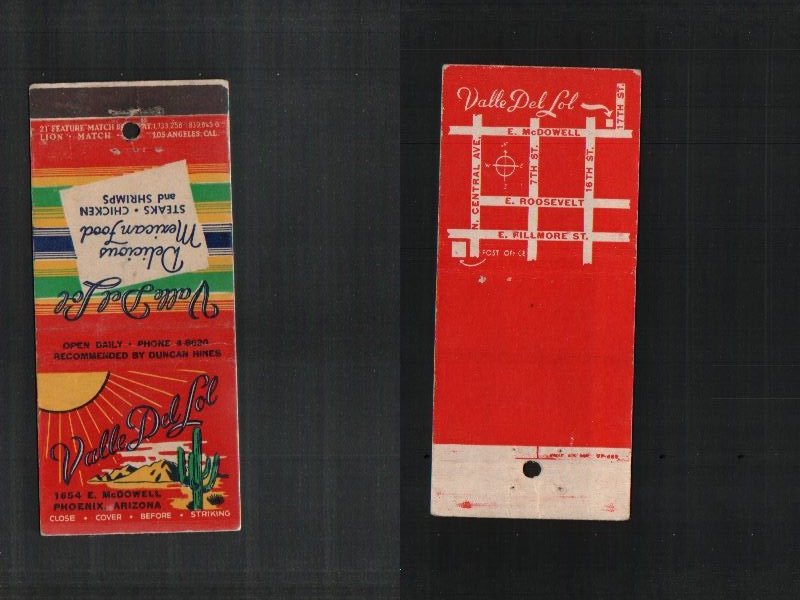 21 FEATURE MATCH
LION MATCH LOS ANGELES, CAL.
STEAKS • CHICKEN
and SHRIMPS
Delicious
Mexican Food
Valle Del Sol
OPEN DAILY • PHONE
RECOMMENDED BY DUNCAN HINES
Valle Del Sol
1654 E. McDOWELL
PHOENIX, ARIZONA
CLOSE • COVER • BEFORE • STRIKING
Valle Del Sol
17TH ST.
E. McDOWELL
N. CENTRAL AVE.
7TH ST.
16TH ST.
E. ROOSEVELT
E. FILLMORE ST.
POST OFFICE